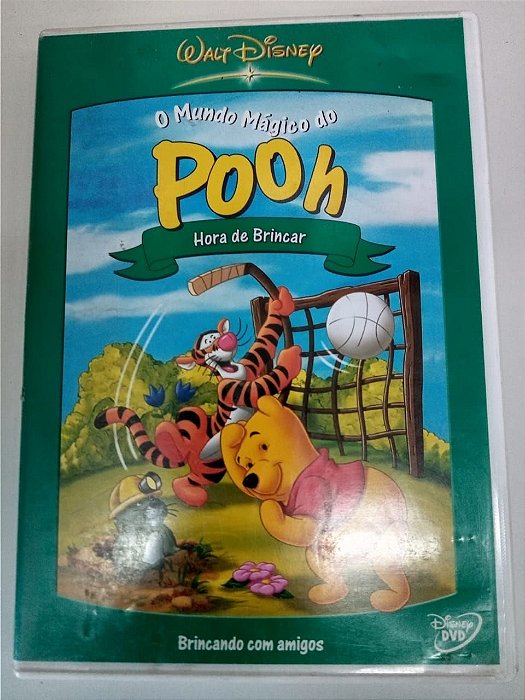 WALT DISNEY
O Mundo Mágico do
Pooh
Hora de Brincar
Brincando com amigos
DISNEY
DVD